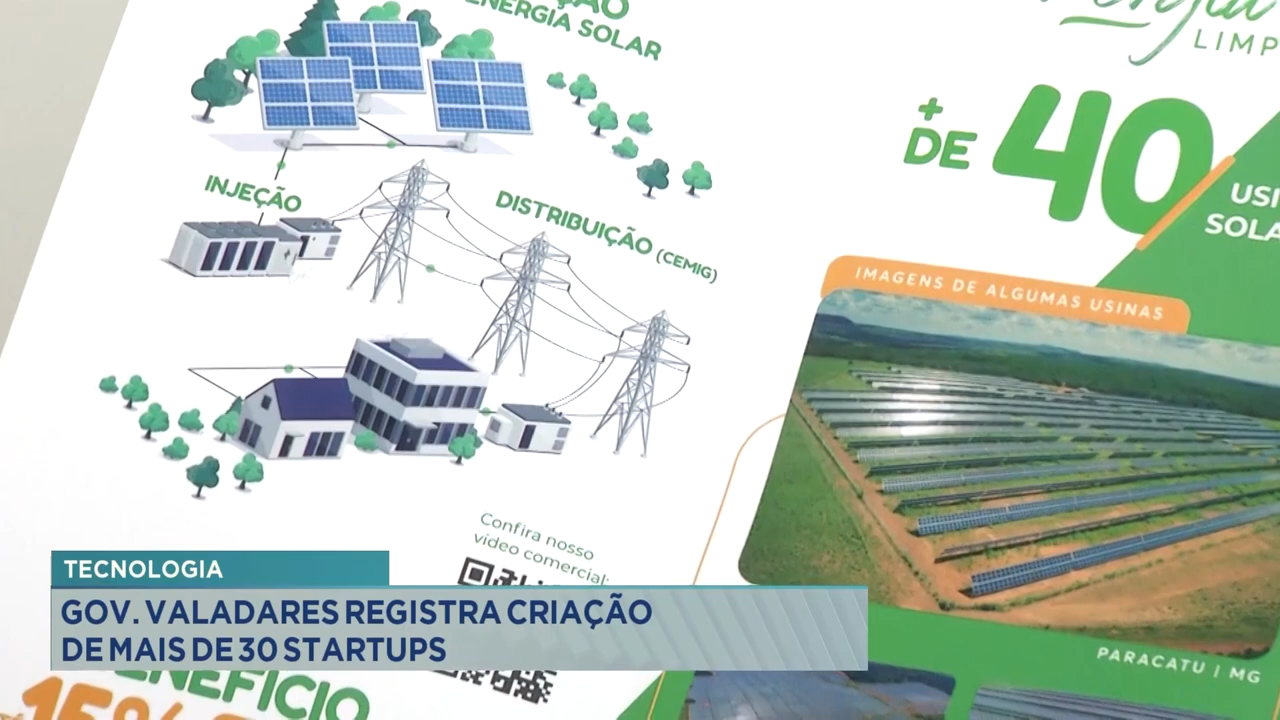 ENERGIA SOLAR
INJEÇÃO
DISTRIBUIÇÃO (CEMIG)
Confira nosso
vídeo comercial:
LIMP
+
DE 40
USI
SOLA
IMAGENS DE ALGUMAS USINAS
PARACATU | MG
TECNOLOGIA
GOV. VALADARES REGISTRA CRIAÇÃO
DE MAIS DE 30 STARTUPS
15%